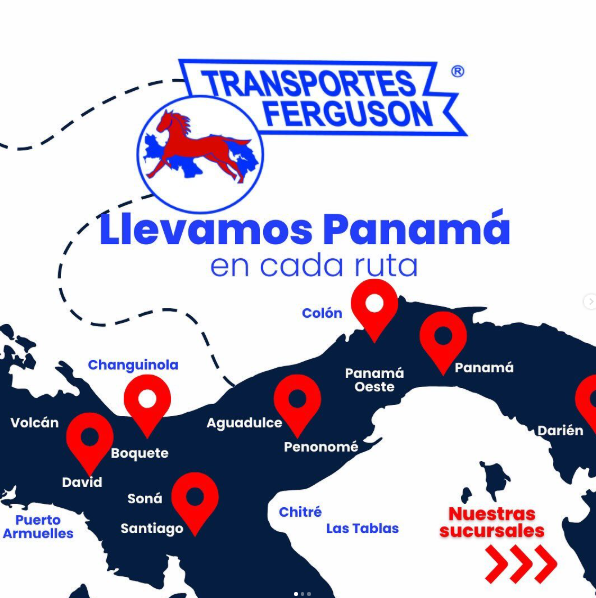 TRANSPORTES
FERGUSON
®
Llevamos Panamá
en cada ruta
Colón
Panamá
Oeste
Panamá
Changuinola
Volcán
Aguadulce
Darién
Boquete
Penonomé
David
Soná
Santiago
Puerto
Armuelles
Chitré
Las Tablas
Nuestras
sucursales